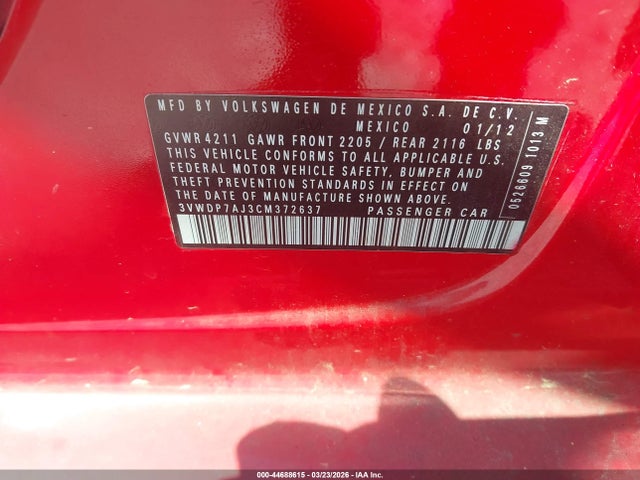 MFD BY VOLKSWAGEN DE MEXICO S.A. DE C.V.
MEXICO 01/12
GVWR 4211 GAWR FRONT 2205 / REAR 2116 LBS
THIS VEHICLE CONFORMS TO ALL APPLICABLE U.S.
FEDERAL MOTOR VEHICLE SAFETY, BUMPER AND
THEFT PREVENTION STANDARDS IN EFFECT ON
THE DATE OF MANUFACTURE SHOWN ABOVE.
3VWDP7AJ3CM372637 PASSENGER CAR
0526609 1013 M
000-44688615 - 03/23/2026 - IAA Inc.